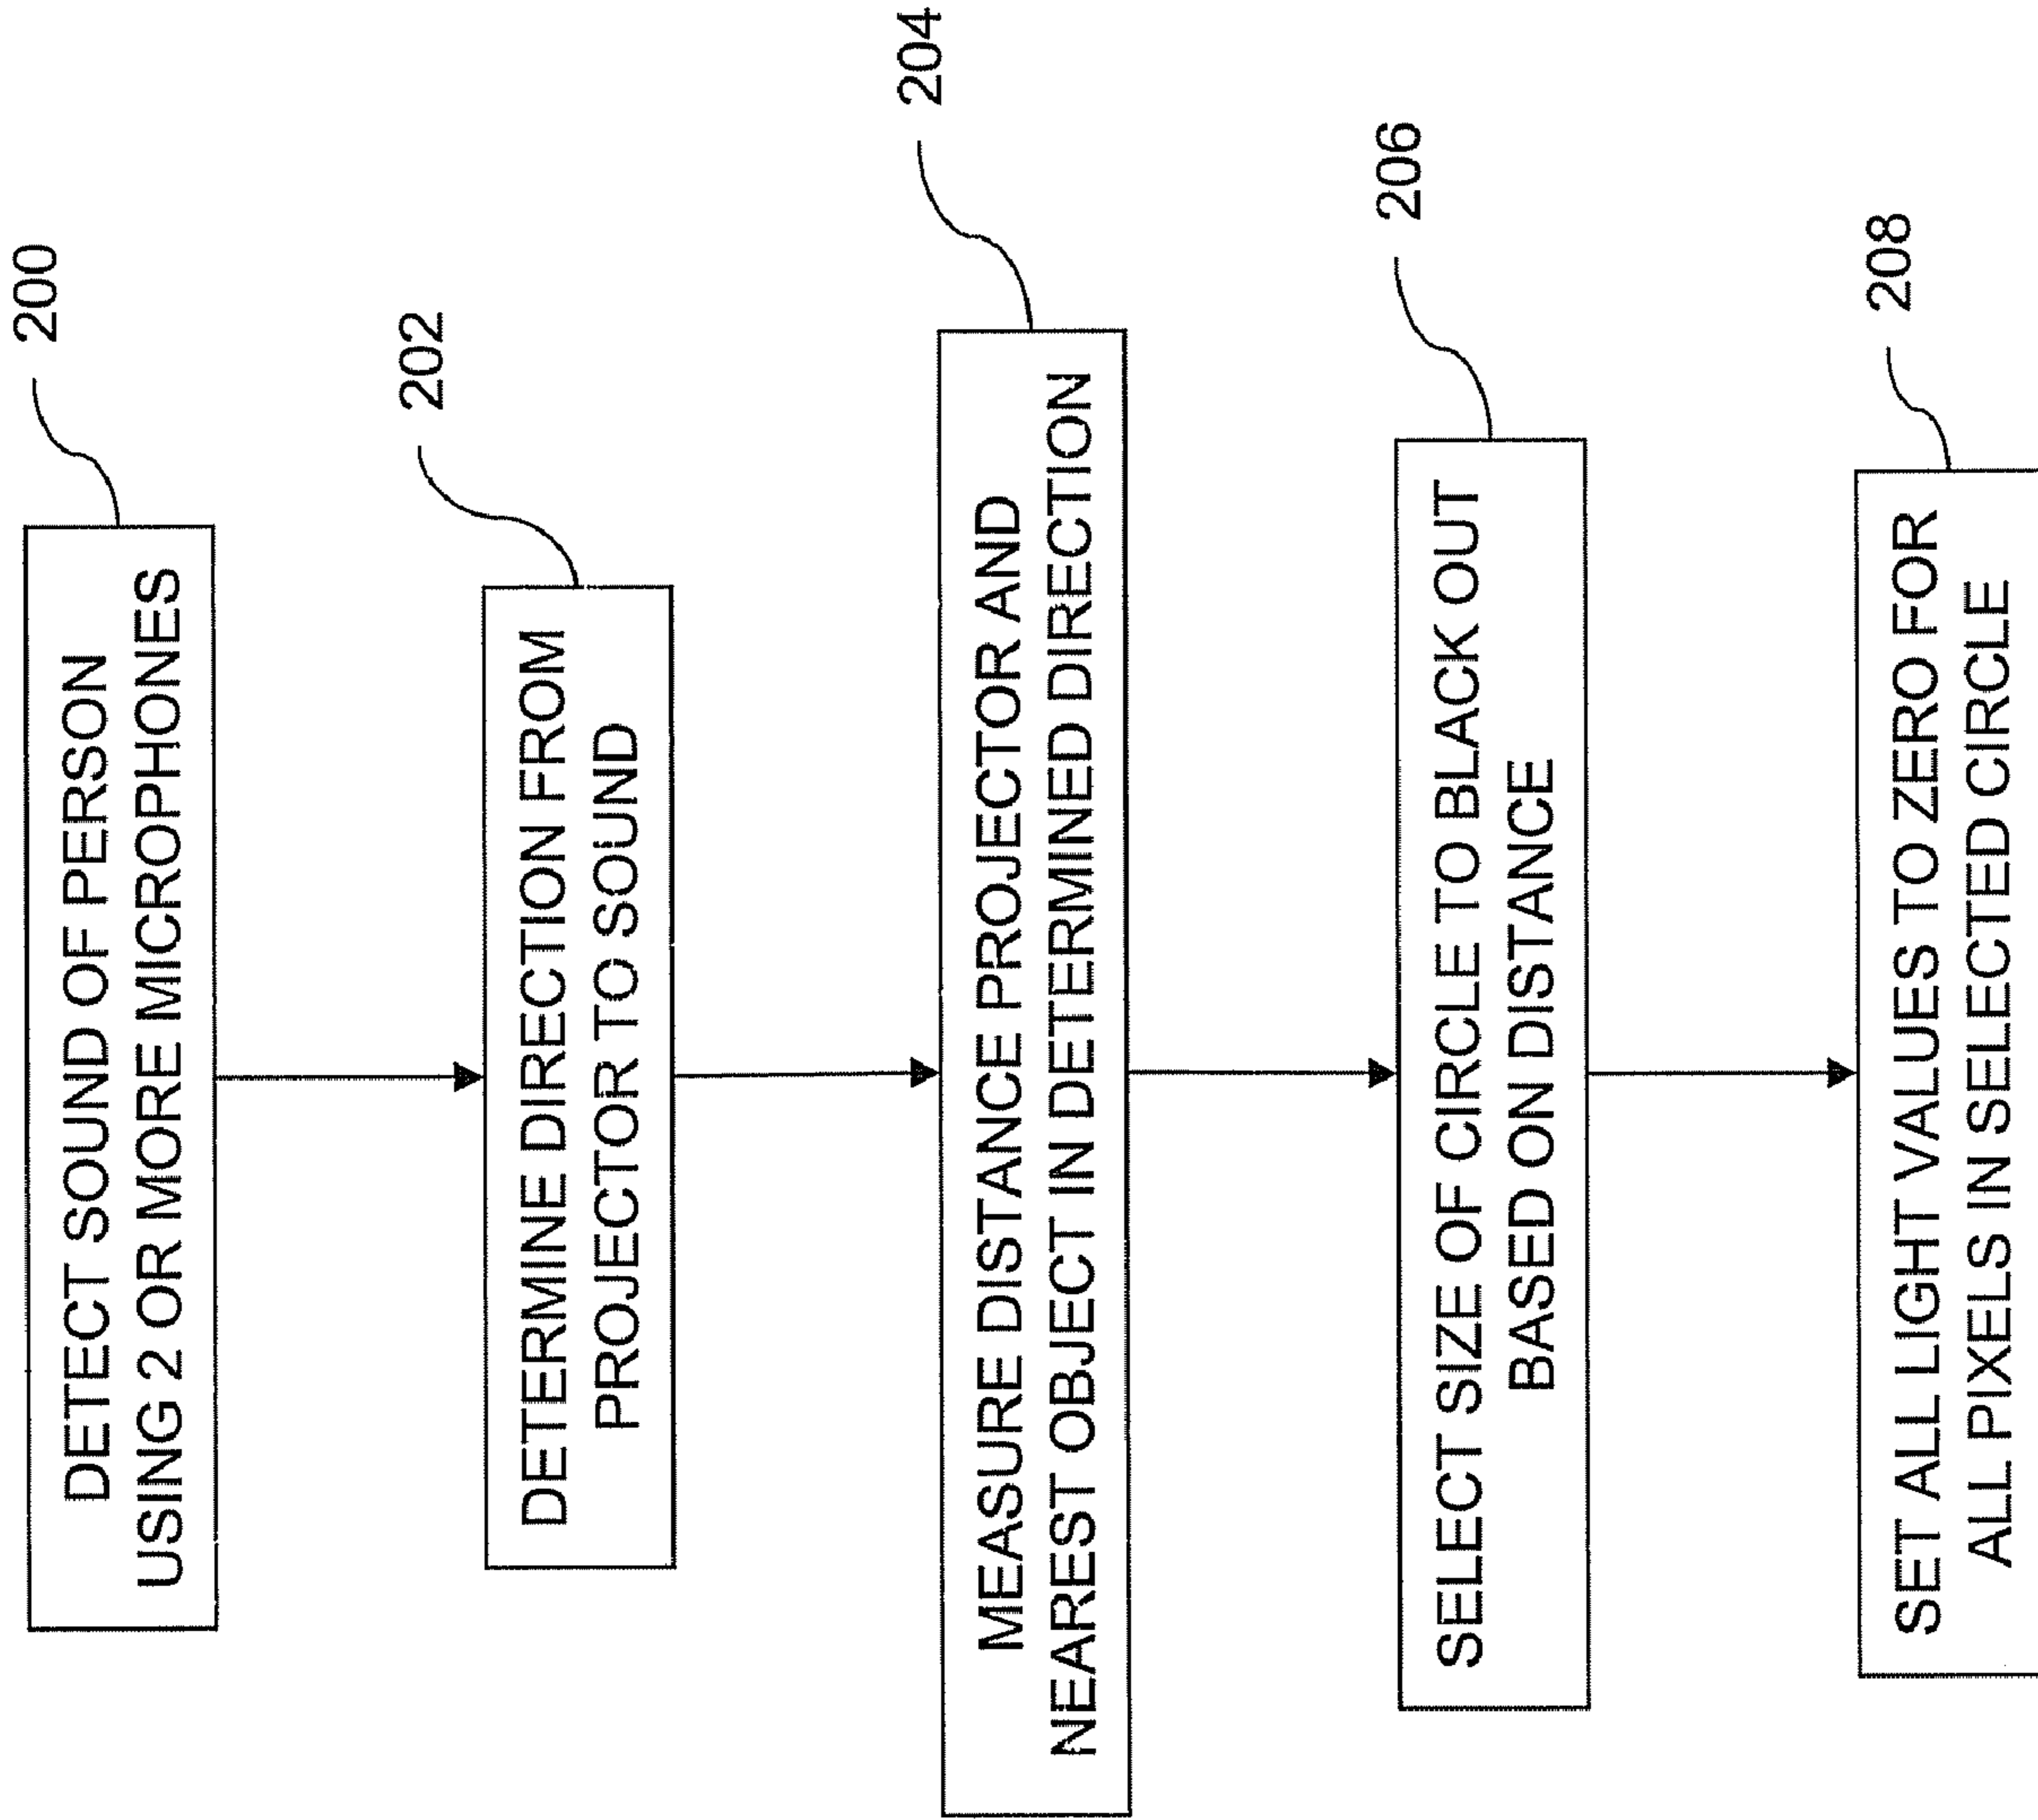 DETECT SOUND OF PERSON
USING 2 OR MORE MICROPHONES
200
DETERMINE DIRECTION FROM
PROJECTOR TO SOUND
202
MEASURE DISTANCE PROJECTOR AND
NEAREST OBJECT IN DETERMINED DIRECTION
204
SELECT SIZE OF CIRCLE TO BLACK OUT
BASED ON DISTANCE
206
SET ALL LIGHT VALUES TO ZERO FOR
ALL PIXELS IN SELECTED CIRCLE
208